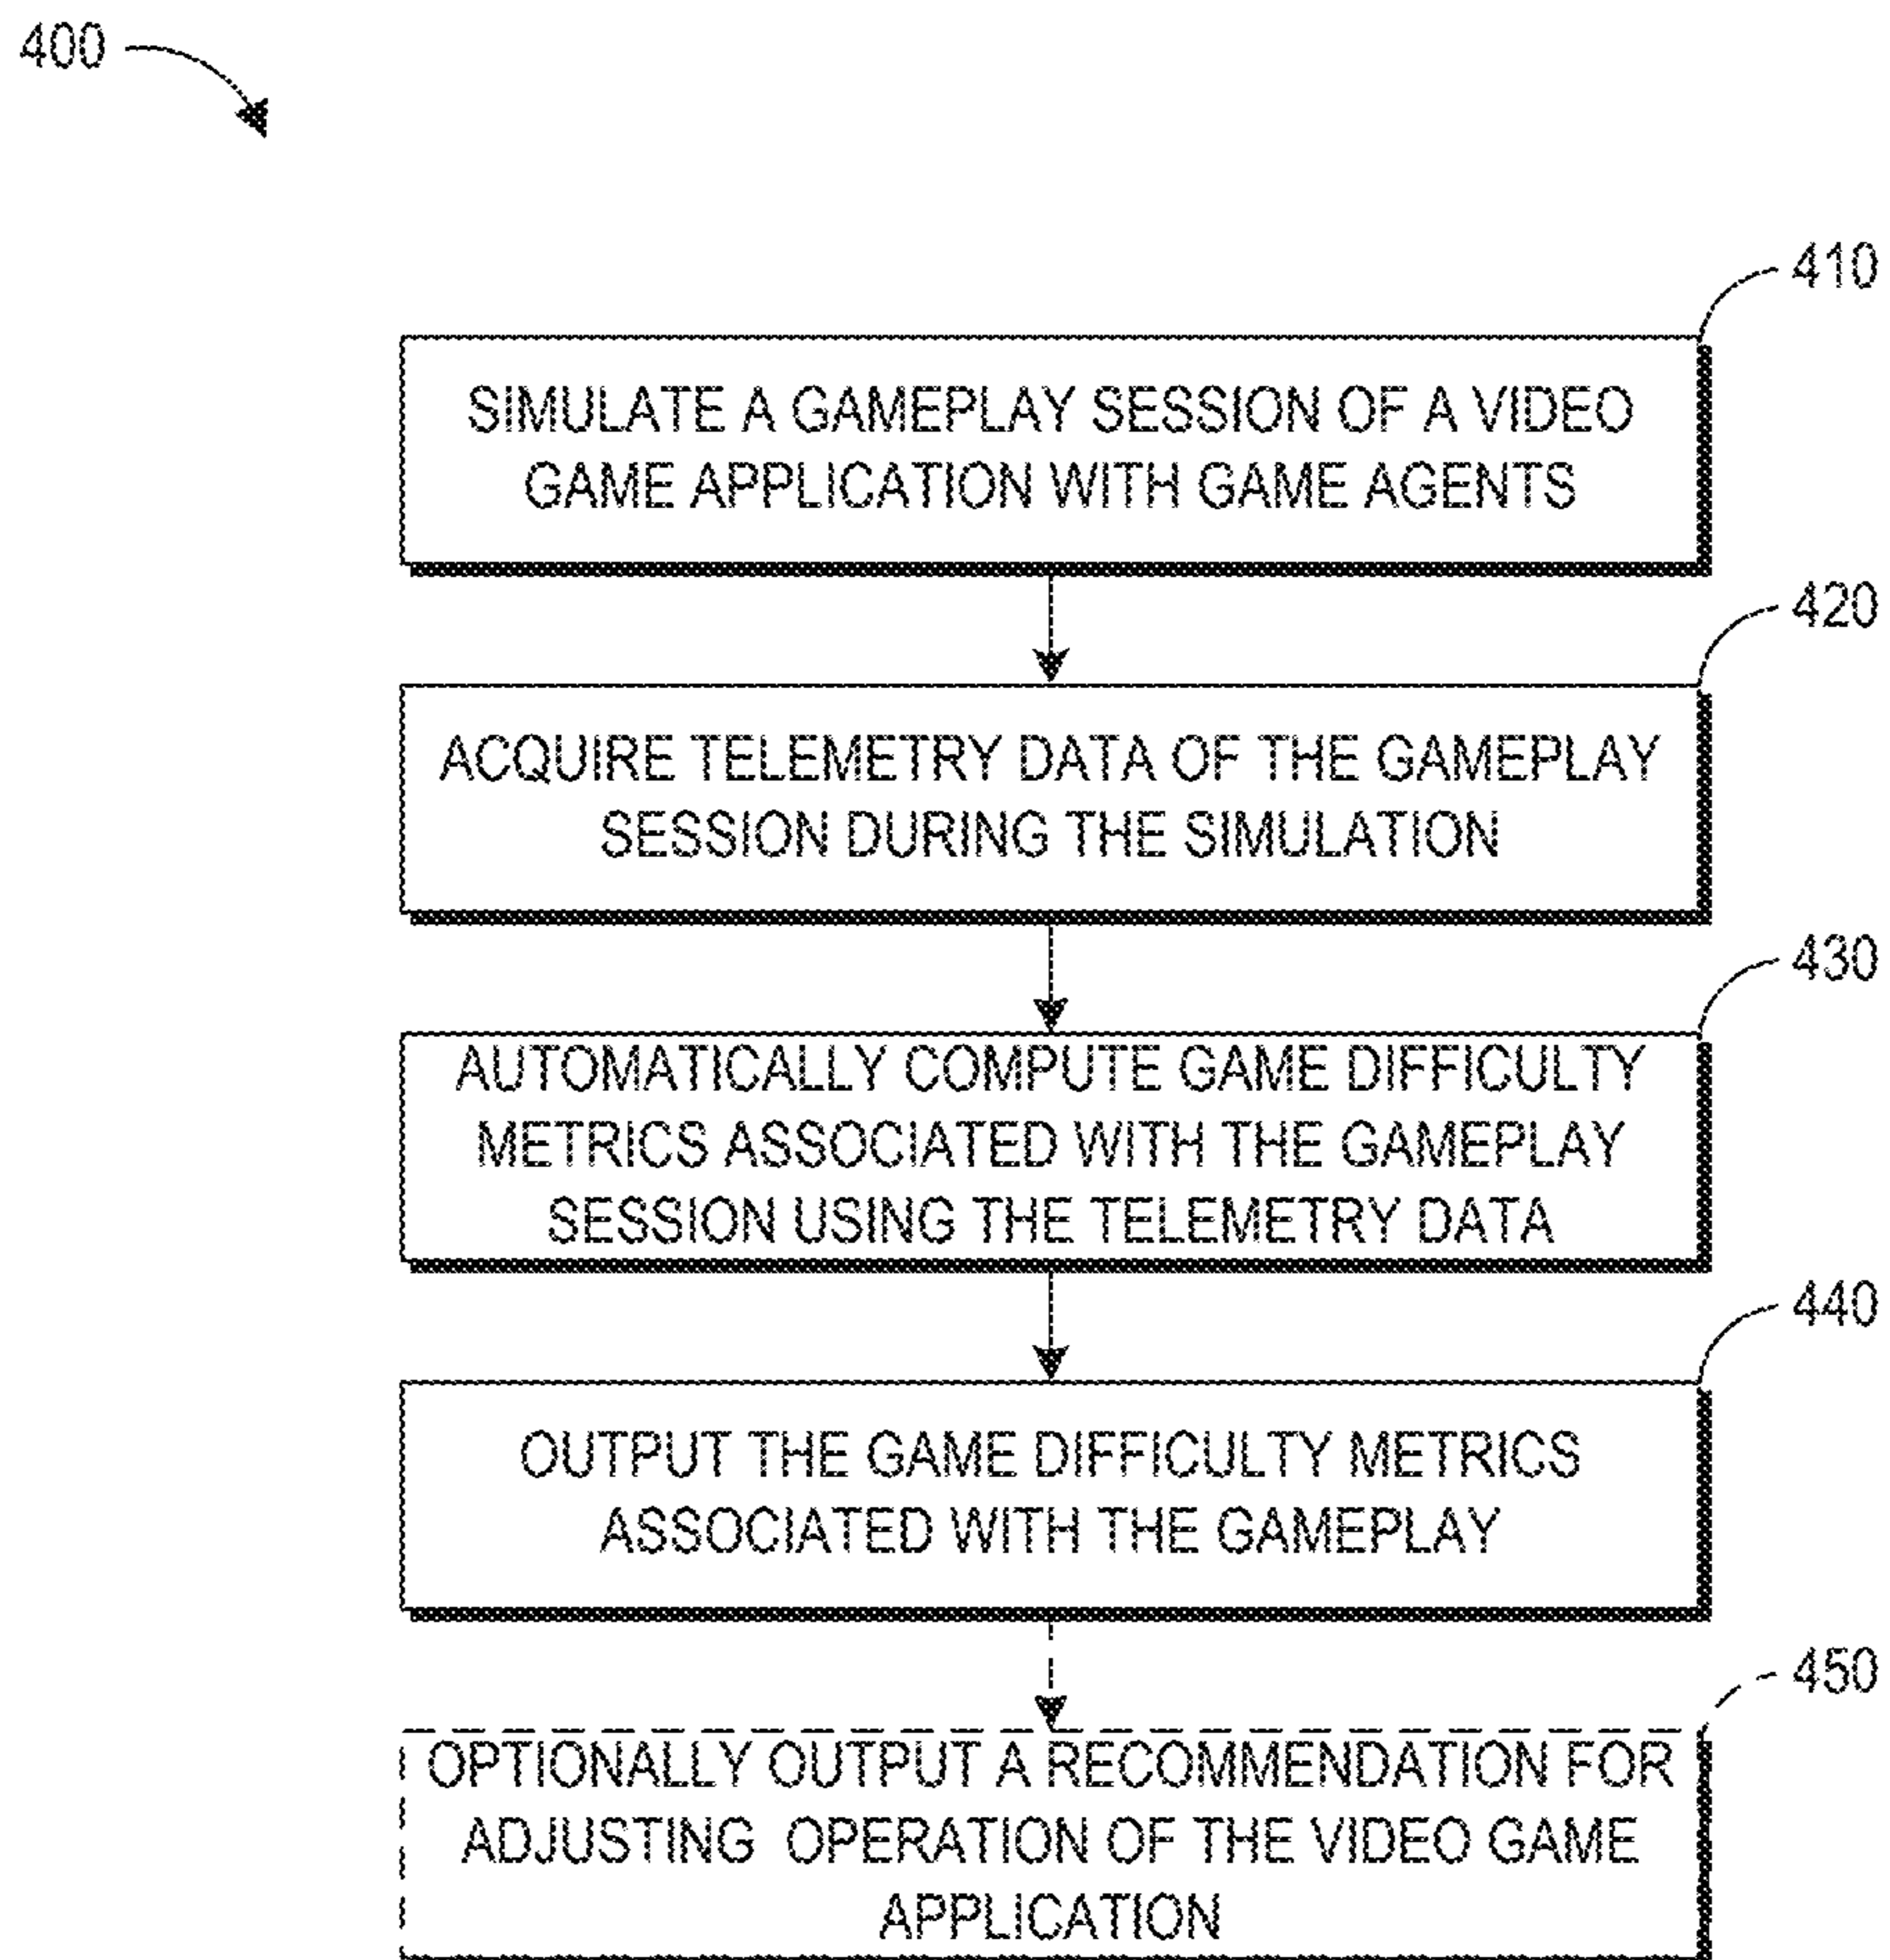 400
410
SIMULATE A GAMEPLAY SESSION OF A VIDEO
GAME APPLICATION WITH GAME AGENTS
420
ACQUIRE TELEMETRY DATA OF THE GAMEPLAY
SESSION DURING THE SIMULATION
430
AUTOMATICALLY COMPUTE GAME DIFFICULTY
METRICS ASSOCIATED WITH THE GAMEPLAY
SESSION USING THE TELEMETRY DATA
440
OUTPUT THE GAME DIFFICULTY METRICS
ASSOCIATED WITH THE GAMEPLAY
450
OPTIONALLY OUTPUT A RECOMMENDATION FOR
ADJUSTING OPERATION OF THE VIDEO GAME
APPLICATION